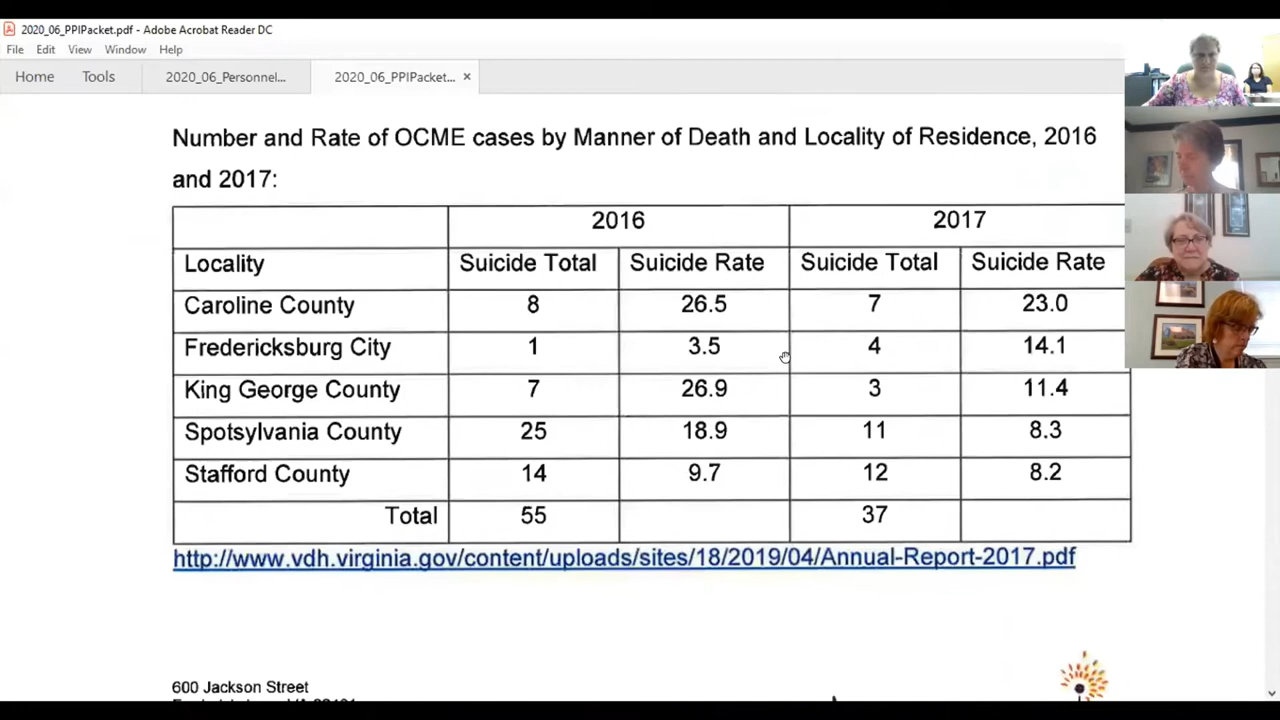 2020_06_PPIPacket.pdf - Adobe Acrobat Reader DC
File Edit View Window Help
Home Tools 2020_06_Personnel... 2020_06_PPIPacket... ×
Number and Rate of OCME cases by Manner of Death and Locality of Residence, 2016
and 2017:
2016 2017
Locality Suicide Total Suicide Rate Suicide Total Suicide Rate
Caroline County 8 26.5 7 23.0
Fredericksburg City 1 3.5 4 14.1
King George County 7 26.9 3 11.4
Spotsylvania County 25 18.9 11 8.3
Stafford County 14 9.7 12 8.2
Total 55 37
http://www.vdh.virginia.gov/content/uploads/sites/18/2019/04/Annual-Report-2017.pdf
600 Jackson Street